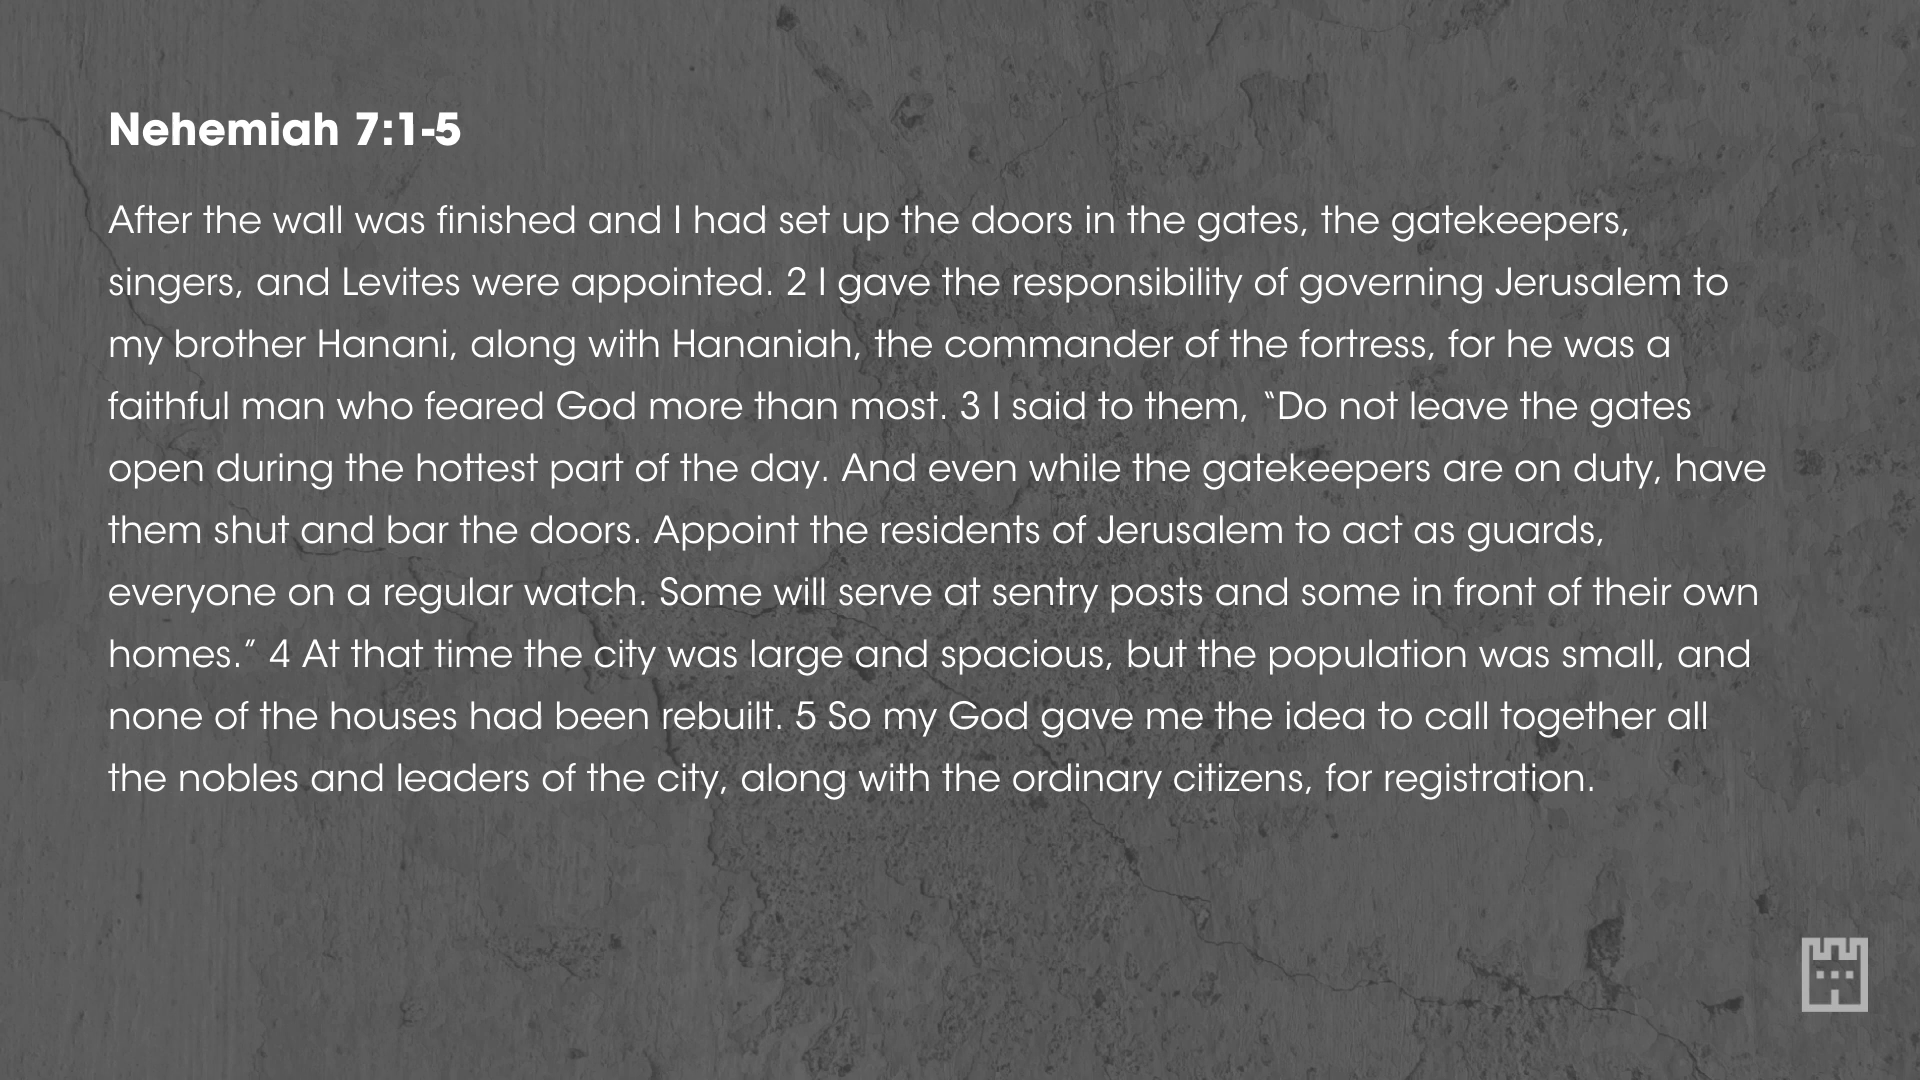 Nehemiah 7:1-5
After the wall was finished and I had set up the doors in the gates, the gatekeepers,
singers, and Levites were appointed. 2 I gave the responsibility of governing Jerusalem to
my brother Hanani, along with Hananiah, the commander of the fortress, for he was a
faithful man who feared God more than most. 3 I said to them, “Do not leave the gates
open during the hottest part of the day. And even while the gatekeepers are on duty, have
them shut and bar the doors. Appoint the residents of Jerusalem to act as guards,
everyone on a regular watch. Some will serve at sentry posts and some in front of their own
homes.” 4 At that time the city was large and spacious, but the population was small, and
none of the houses had been rebuilt. 5 So my God gave me the idea to call together all
the nobles and leaders of the city, along with the ordinary citizens, for registration.